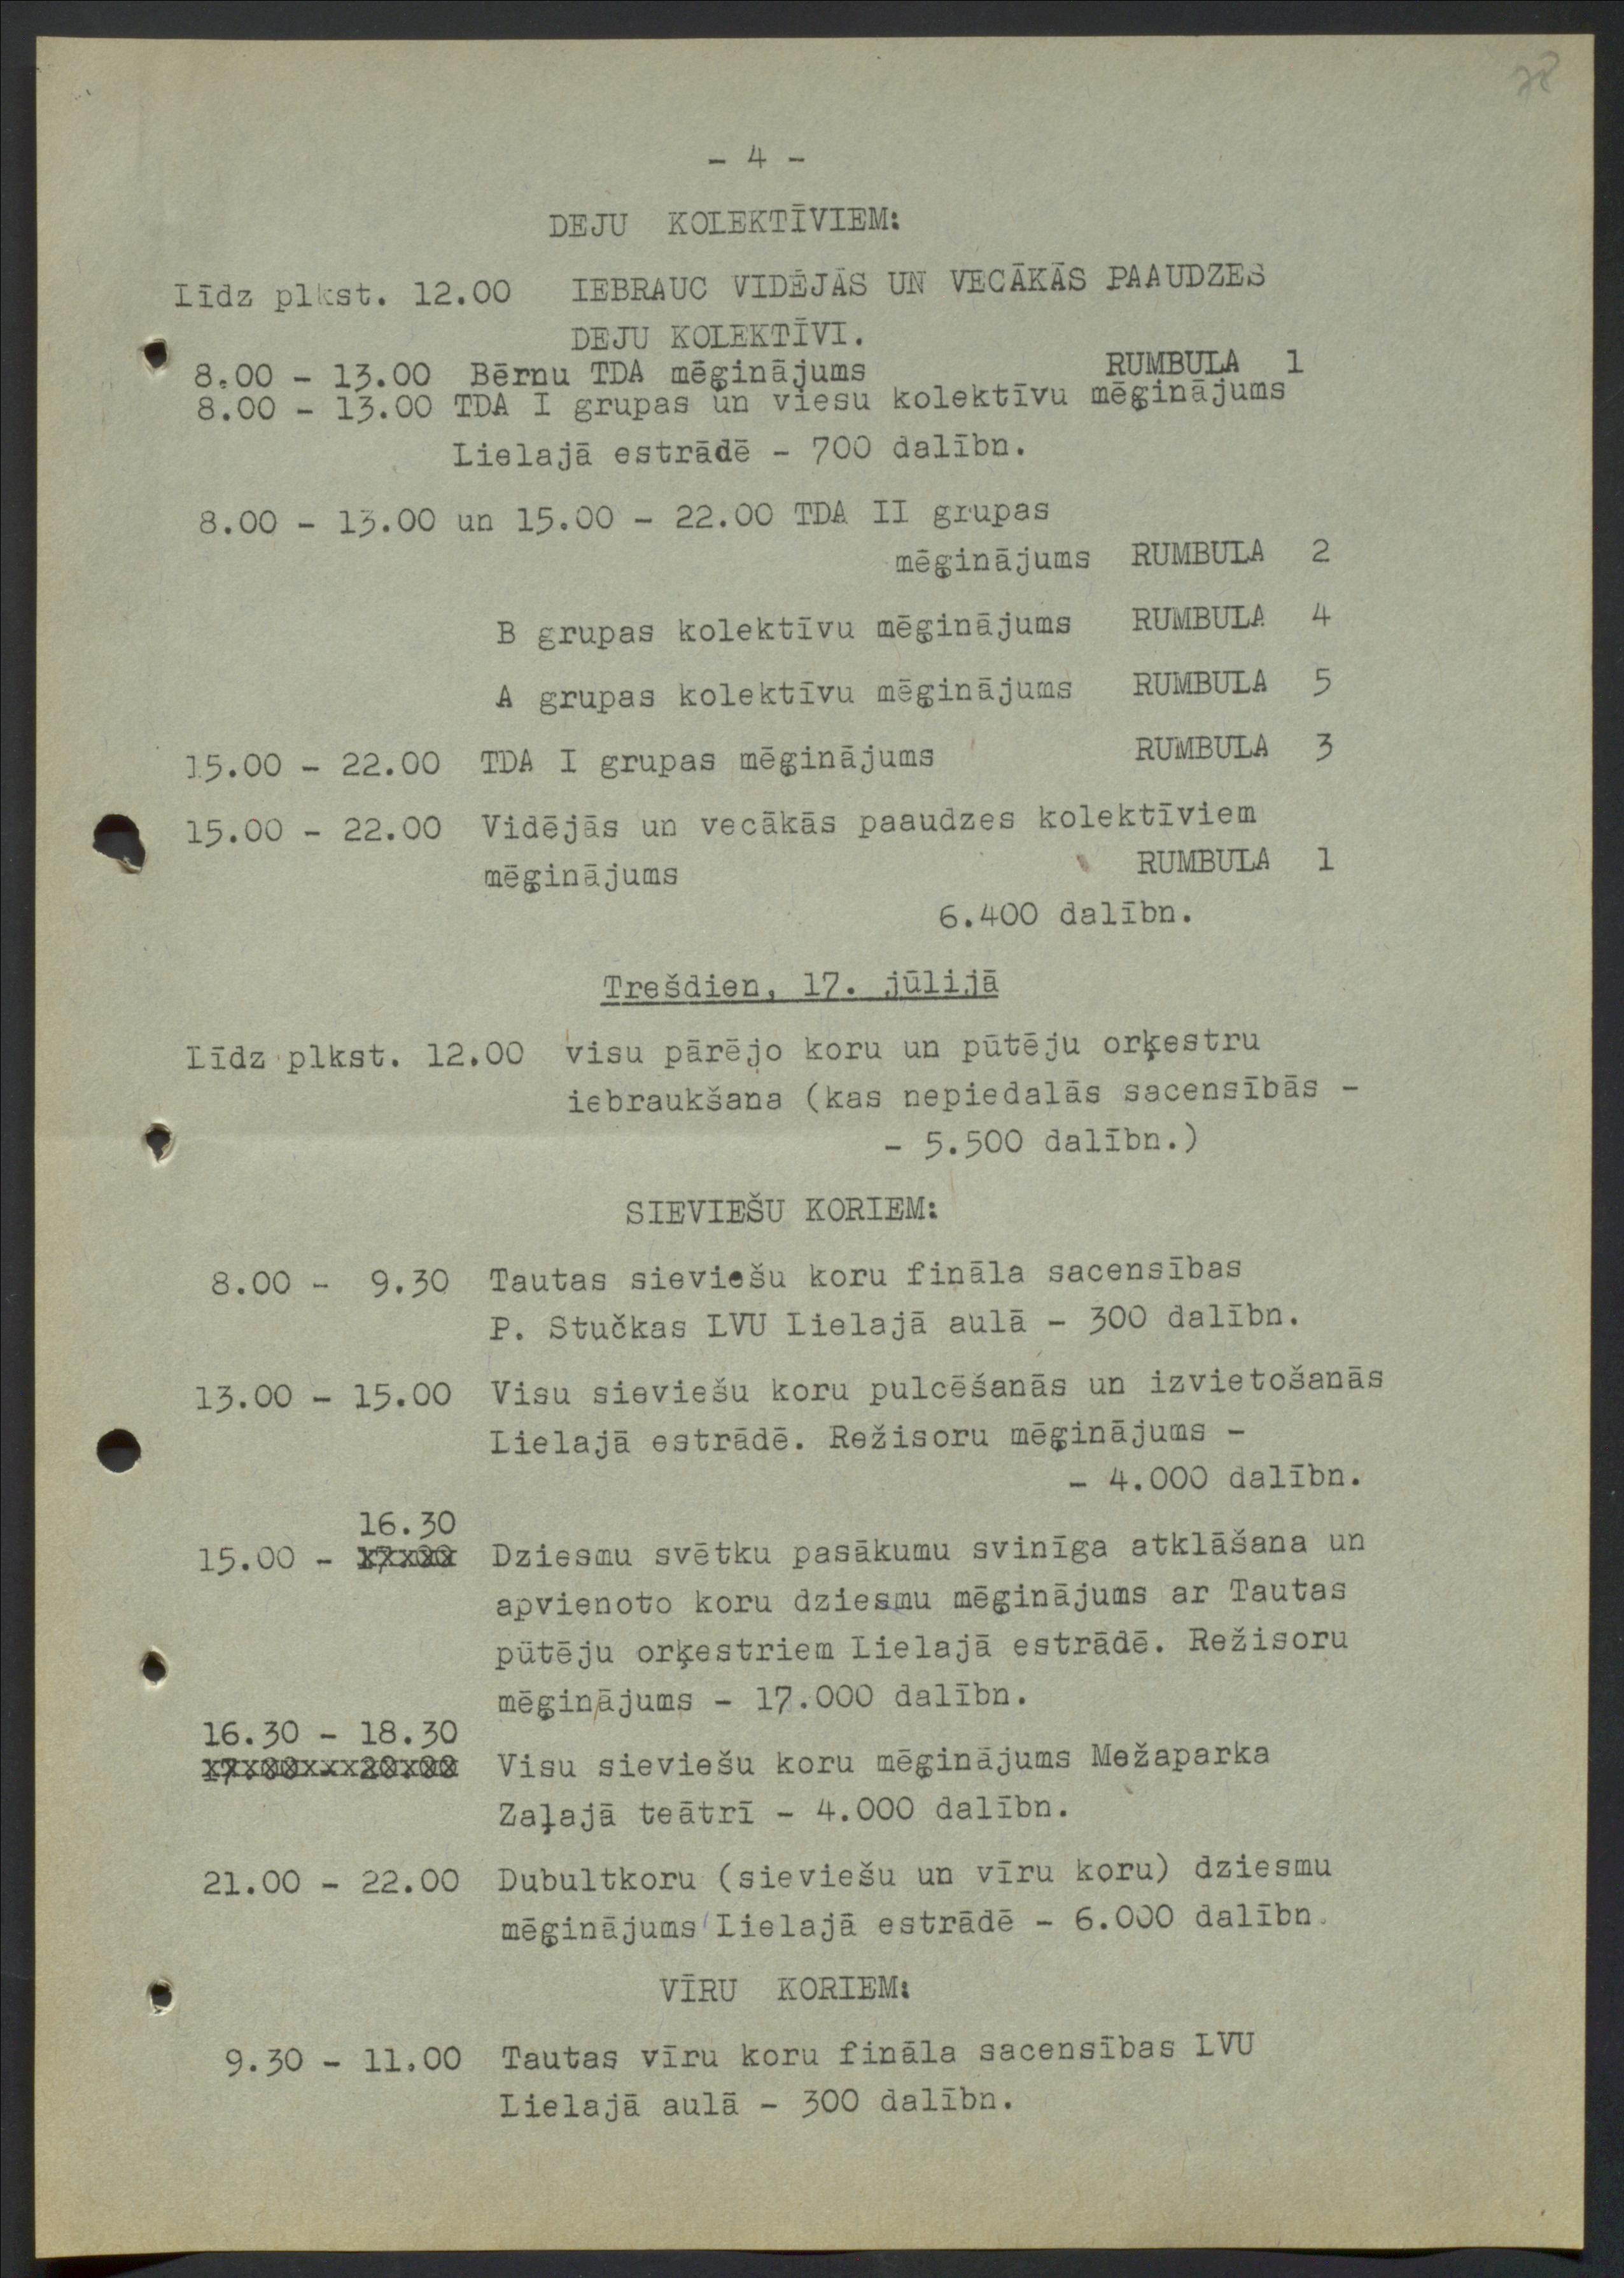 28
- 4 -
DEJU KOLEKTĪVIEM:
Līdz plkst. 12.00 IEBRAUC VIDĒJĀS UN VECĀKĀS PAAUDZES
DEJU KOLEKTĪVI.
8.00 - 13.00 Bērnu TDA mēģinājums RUMBULA 1
8.00 - 13.00 TDA I grupas un viesu kolektīvu mēģinājums
Lielajā estrādē - 700 dalībn.
8.00 - 13.00 un 15.00 - 22.00 TDA II grupas
mēģinājums RUMBULA 2
B grupas kolektīvu mēģinājums RUMBULA 4
A grupas kolektīvu mēģinājums RUMBULA 5
15.00 - 22.00 TDA I grupas mēģinājums RUMBULA 3
15.00 - 22.00 Vidējās un vecākās paaudzes kolektīviem
mēģinājums RUMBULA 1
6.400 dalībn.
Trešdien, 17. jūlijā
Līdz plkst. 12.00 visu pārējo koru un pūtēju orķestru
iebraukšana (kas nepiedalās sacensībās -
- 5.500 dalībn.)
SIEVIEŠU KORIEM:
8.00 - 9.30 Tautas sieviešu koru fināla sacensības
P. Stučkas LVU Lielajā aulā - 300 dalībn.
13.00 - 15.00 Visu sieviešu koru pulcēšanās un izvietošanās
Lielajā estrādē. Režisoru mēģinājums -
- 4.000 dalībn.
16.30
15.00 - 17.00 Dziesmu svētku pasākumu svinīga atklāšana un
apvienoto koru dziesmu mēģinājums ar Tautas
pūtēju orķestriem Lielajā estrādē. Režisoru
mēģinājums - 17.000 dalībn.
16.30 - 18.30
17.00 - 20.00 Visu sieviešu koru mēģinājums Mežaparka
Zaļajā teātrī - 4.000 dalībn.
21.00 - 22.00 Dubultkoru (sieviešu un vīru koru) dziesmu
mēģinājums Lielajā estrādē - 6.000 dalībn.
VĪRU KORIEM:
9.30 - 11.00 Tautas vīru koru fināla sacensības LVU
Lielajā aulā - 300 dalībn.